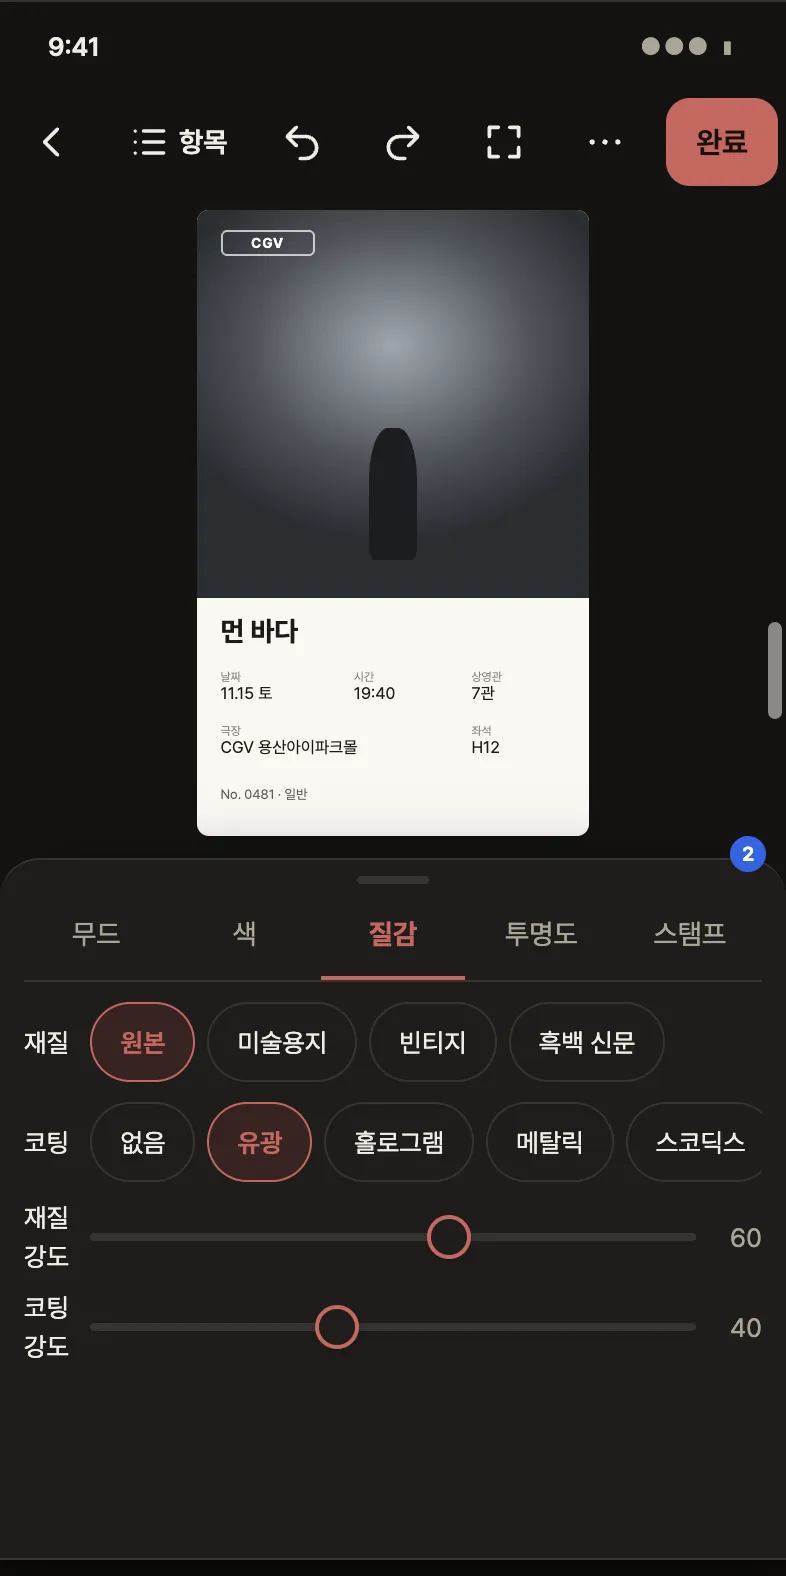 9:41
항목
완료
CGV
먼 바다
날짜 시간 상영관
11.15 토 19:40 7관
극장 좌석
CGV 용산아이파크몰 H12
No. 0481 · 일반
2
무드 색 질감 투명도 스탬프
재질 원본 미술용지 빈티지 흑백 신문
코팅 없음 유광 홀로그램 메탈릭 스코딕스
재질
강도 60
코팅
강도 40